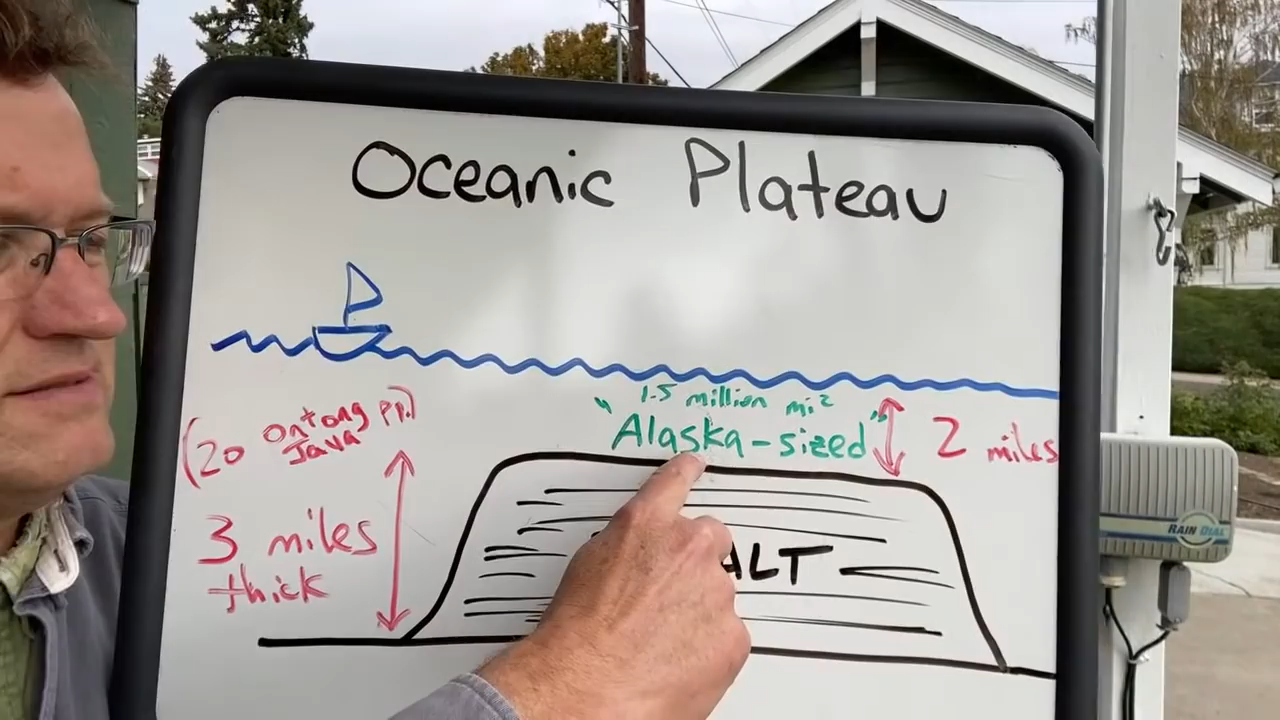 Oceanic Plateau
1.5 million mi²
"Alaska-sized"
2 miles
(20 Ontong
Java Pl.)
3 miles
thick
ALT
RAIN DIAL